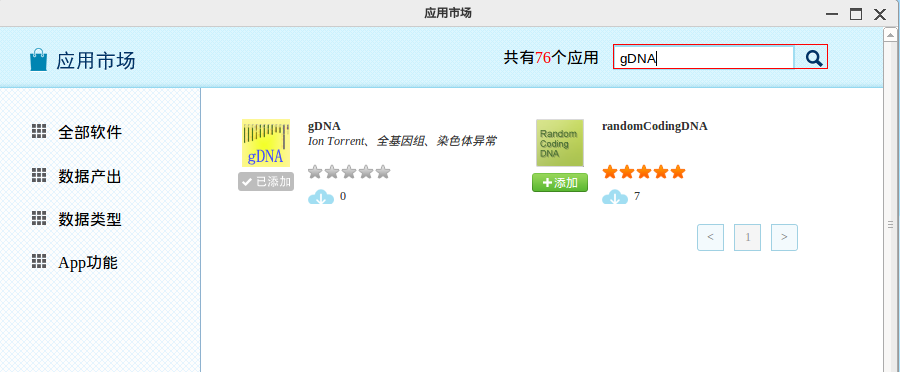 应用市场
应用市场
共有76个应用
gDNA
全部软件
数据产出
数据类型
App功能
gDNA
gDNA
Ion Torrent、全基因组、染色体异常
已添加
0
Random
Coding
DNA
randomCodingDNA
添加
7
< 1 >